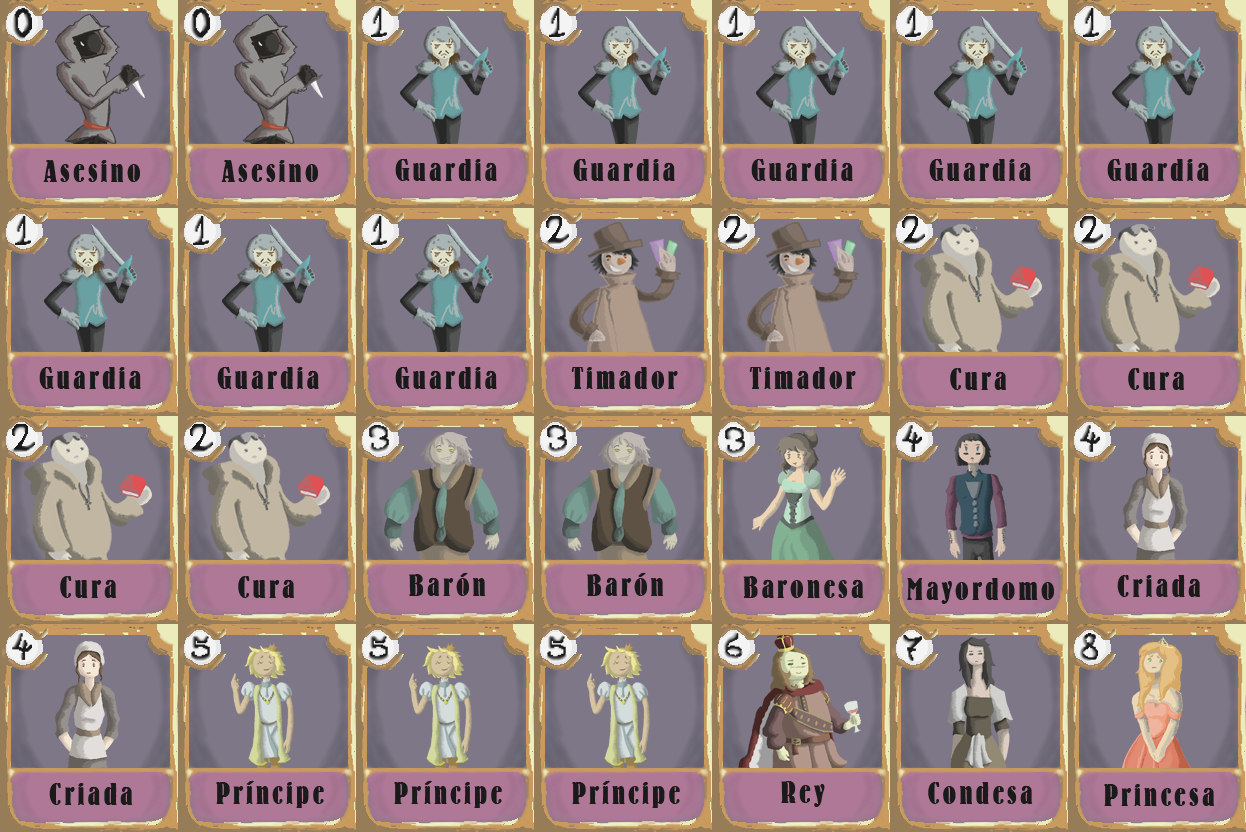 0 0 1 1 1 1 1
Asesino Asesino Guardia Guardia Guardia Guardia Guardia
1 1 1 2 2 2 2
Guardia Guardia Guardia Timador Timador Cura Cura
2 2 3 3 3 4 4
Cura Cura Barón Barón Baronesa Mayordomo Criada
4 5 5 5 6 7 8
Criada Príncipe Príncipe Príncipe Rey Condesa Princesa